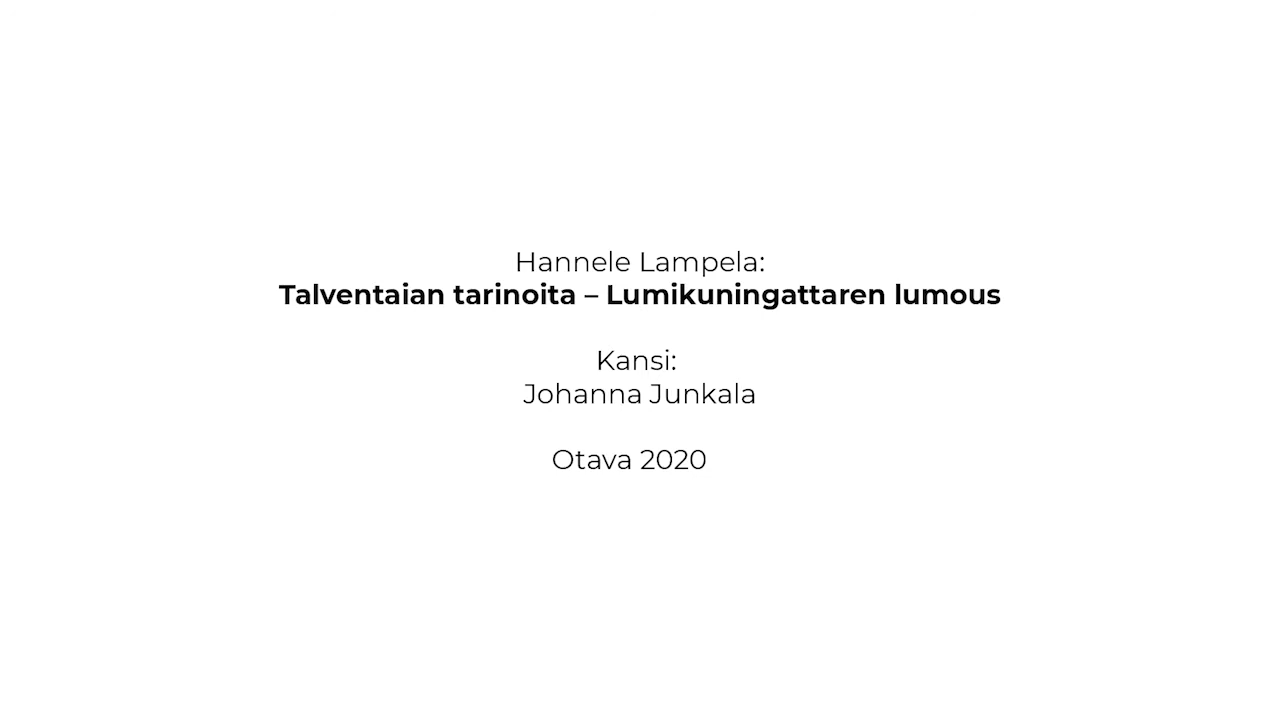 Hannele Lampela:
Talventaian tarinoita – Lumikuningattaren lumous
Kansi:
Johanna Junkala
Otava 2020